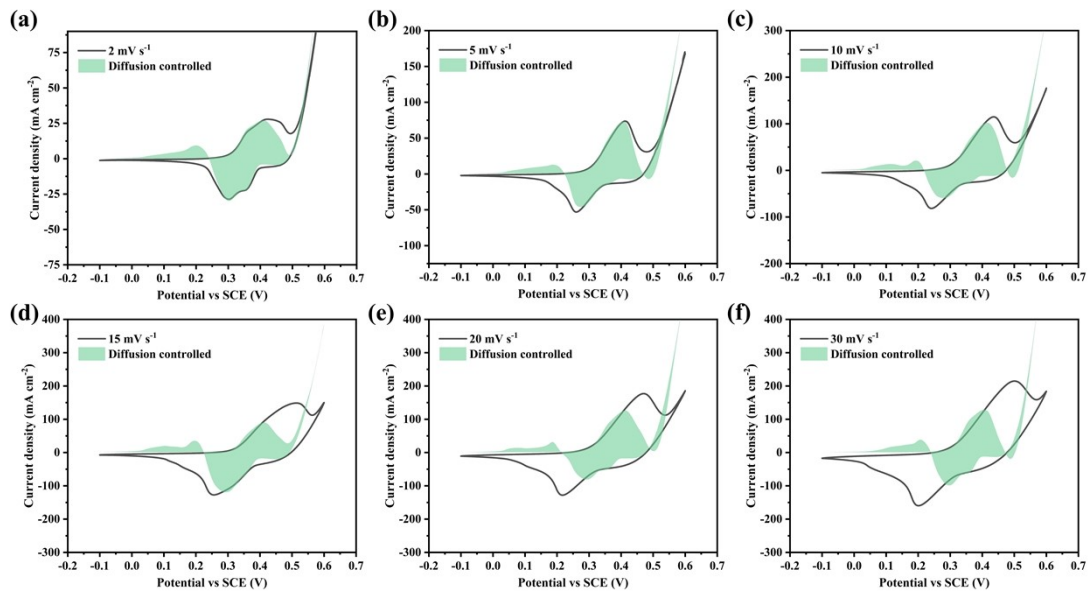 (a)
2 mV s⁻¹
Diffusion controlled
Current density (mA cm⁻²)
75
50
25
0
-25
-50
-75
-0.2 -0.1 0.0 0.1 0.2 0.3 0.4 0.5 0.6 0.7
Potential vs SCE (V)
(b)
5 mV s⁻¹
Diffusion controlled
Current density (mA cm⁻²)
200
150
100
50
0
-50
-100
-0.2 -0.1 0.0 0.1 0.2 0.3 0.4 0.5 0.6 0.7
Potential vs SCE (V)
(c)
10 mV s⁻¹
Diffusion controlled
Current density (mA cm⁻²)
300
200
100
0
-100
-200
-0.2 -0.1 0.0 0.1 0.2 0.3 0.4 0.5 0.6 0.7
Potential vs SCE (V)
(d)
15 mV s⁻¹
Diffusion controlled
Current density (mA cm⁻²)
400
300
200
100
0
-100
-200
-300
-0.2 -0.1 0.0 0.1 0.2 0.3 0.4 0.5 0.6 0.7
Potential vs SCE (V)
(e)
20 mV s⁻¹
Diffusion controlled
Current density (mA cm⁻²)
400
300
200
100
0
-100
-200
-300
-0.2 -0.1 0.0 0.1 0.2 0.3 0.4 0.5 0.6 0.7
Potential vs SCE (V)
(f)
30 mV s⁻¹
Diffusion controlled
Current density (mA cm⁻²)
400
300
200
100
0
-100
-200
-300
-0.2 -0.1 0.0 0.1 0.2 0.3 0.4 0.5 0.6 0.7
Potential vs SCE (V)